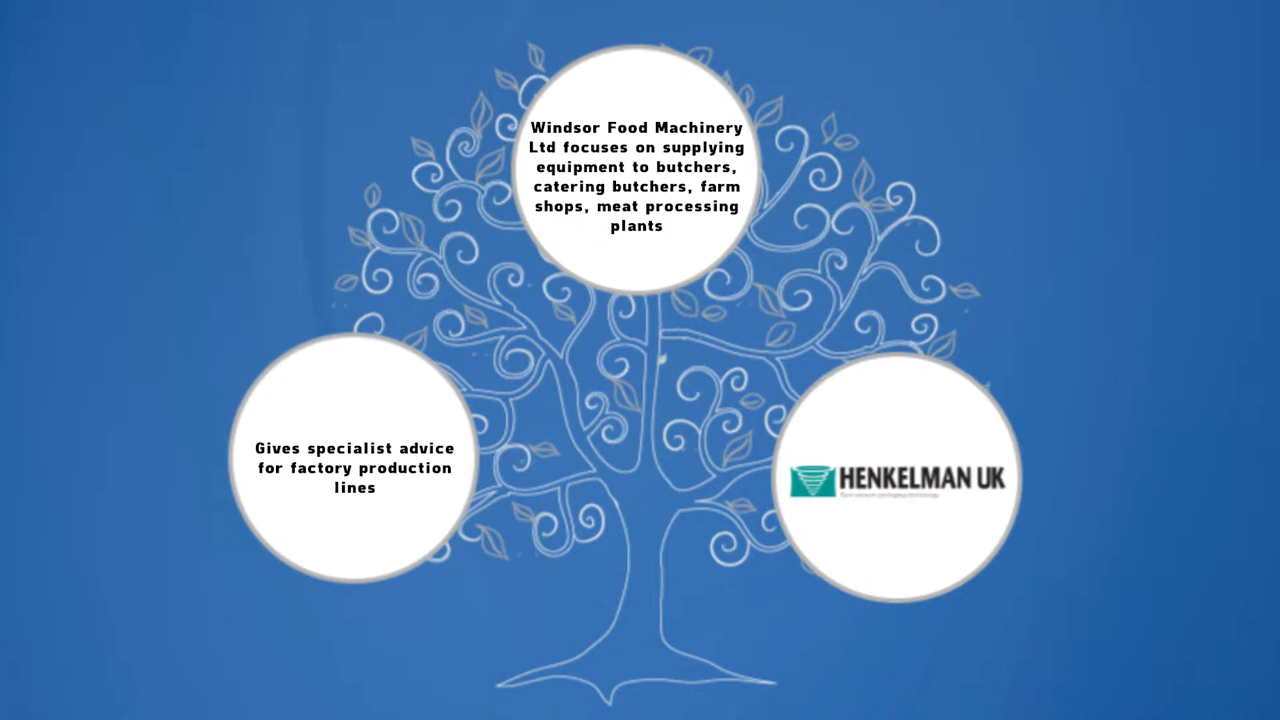 Windsor Food Machinery
Ltd focuses on supplying
equipment to butchers,
catering butchers, farm
shops, meat processing
plants
Gives specialist advice
for factory production
lines
HENKELMAN UK